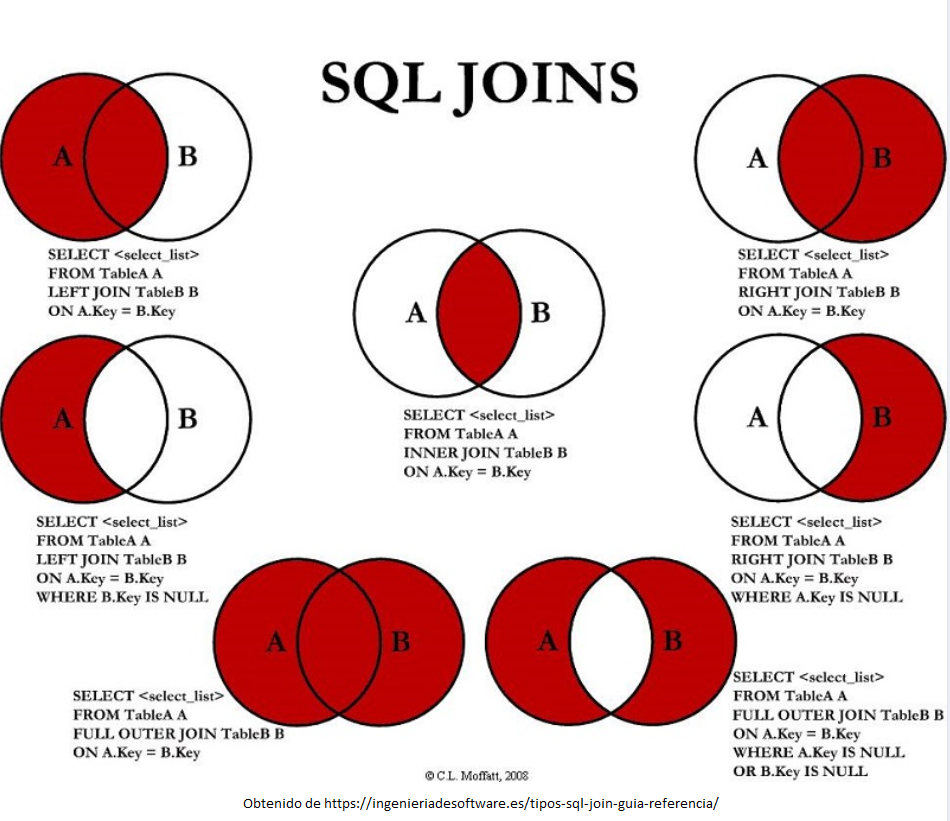 SQL JOINS
A B
SELECT <select_list>
FROM TableA A
LEFT JOIN TableB B
ON A.Key = B.Key
A B
SELECT <select_list>
FROM TableA A
RIGHT JOIN TableB B
ON A.Key = B.Key
A B
SELECT <select_list>
FROM TableA A
INNER JOIN TableB B
ON A.Key = B.Key
A B
SELECT <select_list>
FROM TableA A
LEFT JOIN TableB B
ON A.Key = B.Key
WHERE B.Key IS NULL
A B
SELECT <select_list>
FROM TableA A
RIGHT JOIN TableB B
ON A.Key = B.Key
WHERE A.Key IS NULL
A B
SELECT <select_list>
FROM TableA A
FULL OUTER JOIN TableB B
ON A.Key = B.Key
A B
SELECT <select_list>
FROM TableA A
FULL OUTER JOIN TableB B
ON A.Key = B.Key
WHERE A.Key IS NULL
OR B.Key IS NULL
© C.L. Moffatt, 2008
Obtenido de https://ingenieriadesoftware.es/tipos-sql-join-guia-referencia/